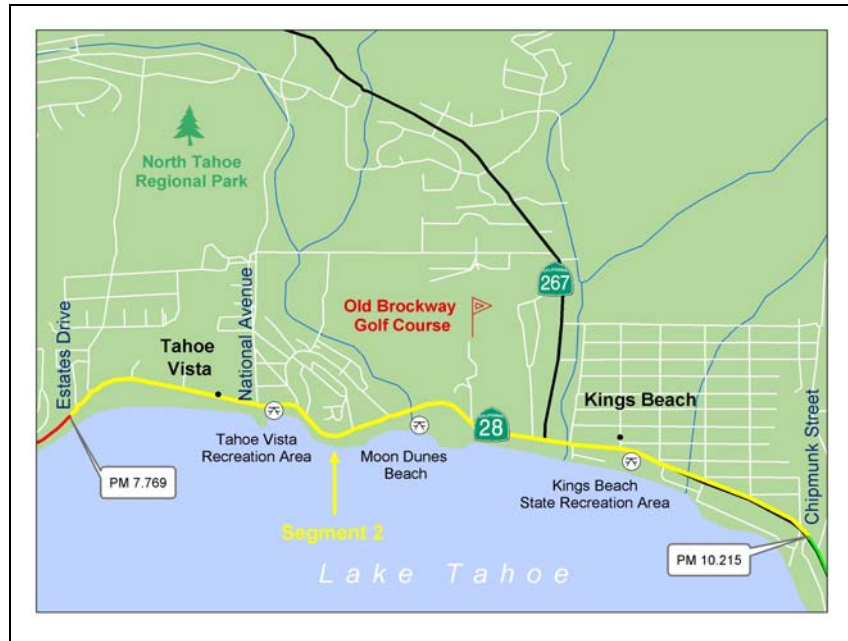 North Tahoe
Regional Park
CALIFORNIA
267
Old Brockway
Golf Course
Estates Drive
National Avenue
Tahoe
Vista
Kings Beach
CALIFORNIA
28
Chipmunk Street
Tahoe Vista
Recreation Area
Moon Dunes
Beach
Kings Beach
State Recreation Area
PM 7.769
Segment 2
PM 10.215
Lake Tahoe